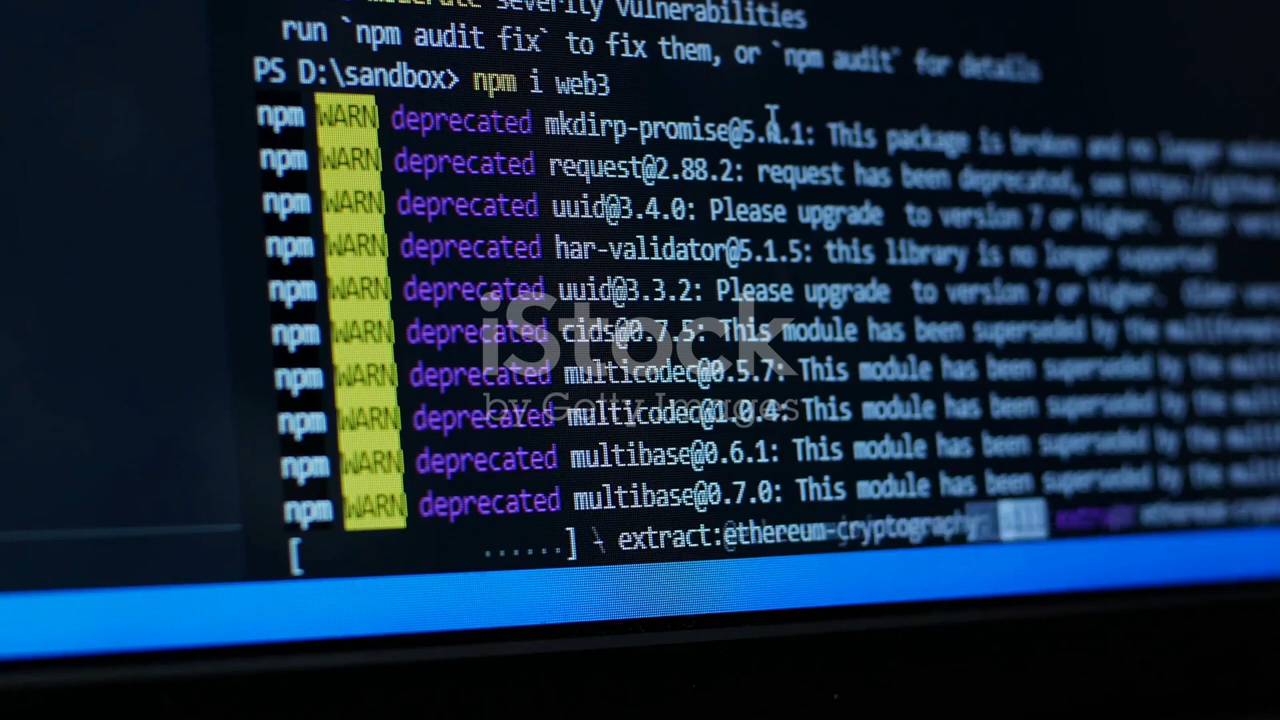 severity vulnerabilities
run `npm audit fix` to fix them, or `npm audit` for details
PS D:\sandbox> npm i web3
npm WARN deprecated mkdirp-promise@5. .1: This package is broken and no longer
npm WARN deprecated request@2.88.2: request has been deprecated, see
npm WARN deprecated uuid@3.4.0: Please upgrade  to version 7 or higher. Older
npm WARN deprecated har-validator@5.1.5: this library is no longer supported
npm WARN deprecated uuid@3.3.2: Please upgrade  to version 7 or higher. Older
npm WARN deprecated cids@0.7.5: This module has been superseded by the
npm WARN deprecated multicodec@0.5.7: This module has been superseded by the
npm WARN deprecated multicodec@1.0.4: This module has been superseded by the
npm WARN deprecated multibase@0.6.1: This module has been superseded by the
npm WARN deprecated multibase@0.7.0: This module has been superseded by the
[ ......] \ extract:@ethereum-cryptography:
iStock
by Getty Images